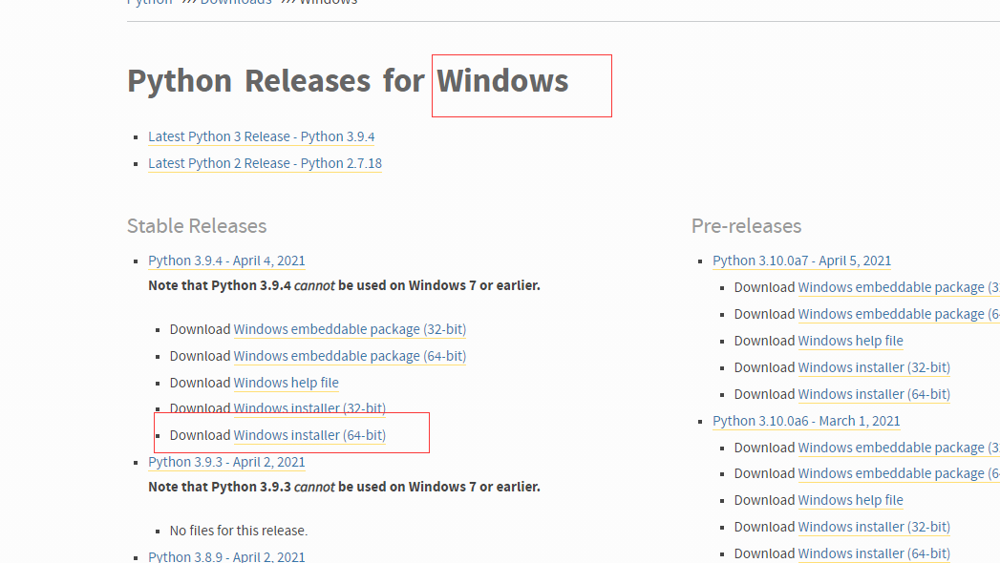 Python >>> Downloads >>> Windows
Python Releases for Windows
Latest Python 3 Release - Python 3.9.4
Latest Python 2 Release - Python 2.7.18
Stable Releases
Python 3.9.4 - April 4, 2021
Note that Python 3.9.4 cannot be used on Windows 7 or earlier.
Download Windows embeddable package (32-bit)
Download Windows embeddable package (64-bit)
Download Windows help file
Download Windows installer (32-bit)
Download Windows installer (64-bit)
Python 3.9.3 - April 2, 2021
Note that Python 3.9.3 cannot be used on Windows 7 or earlier.
No files for this release.
Python 3.8.9 - April 2, 2021
Pre-releases
Python 3.10.0a7 - April 5, 2021
Download Windows embeddable package (3
Download Windows embeddable package (6
Download Windows help file
Download Windows installer (32-bit)
Download Windows installer (64-bit)
Python 3.10.0a6 - March 1, 2021
Download Windows embeddable package (3
Download Windows embeddable package (6
Download Windows help file
Download Windows installer (32-bit)
Download Windows installer (64-bit)